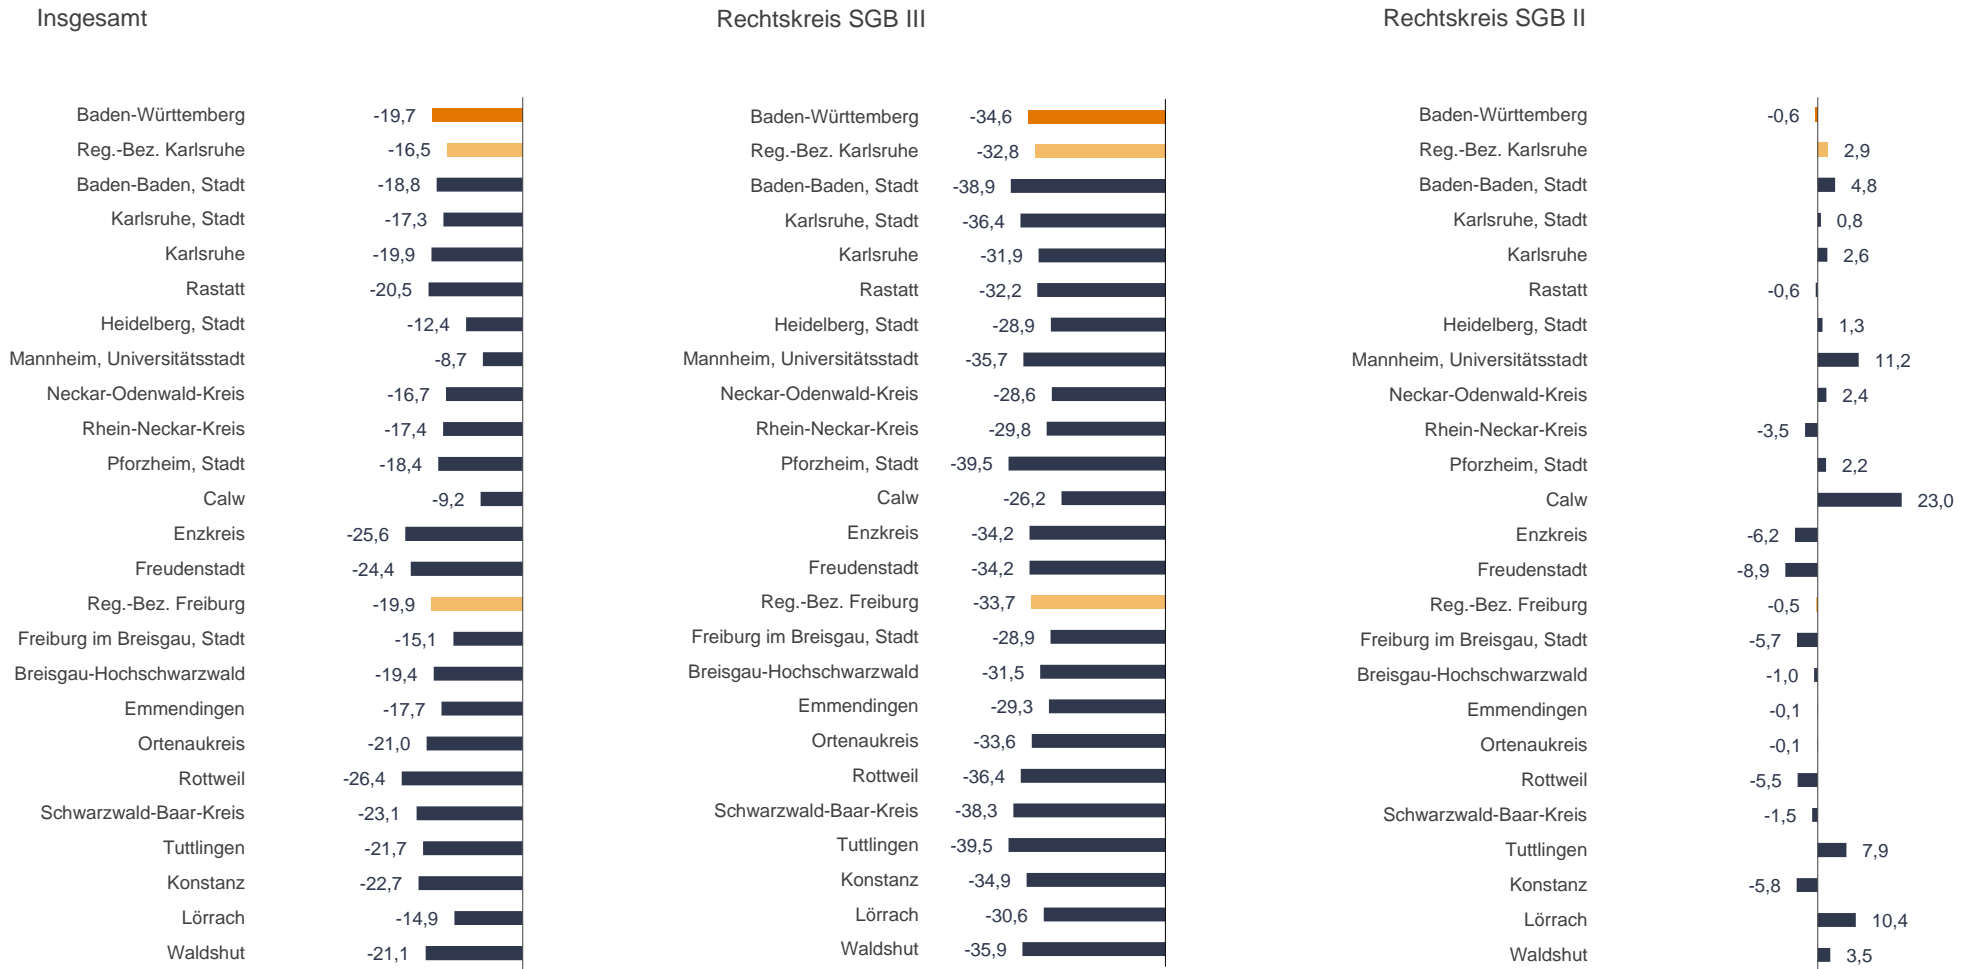 Insgesamt
Baden-Württemberg -19,7
Reg.-Bez. Karlsruhe -16,5
Baden-Baden, Stadt -18,8
Karlsruhe, Stadt -17,3
Karlsruhe -19,9
Rastatt -20,5
Heidelberg, Stadt -12,4
Mannheim, Universitätsstadt -8,7
Neckar-Odenwald-Kreis -16,7
Rhein-Neckar-Kreis -17,4
Pforzheim, Stadt -18,4
Calw -9,2
Enzkreis -25,6
Freudenstadt -24,4
Reg.-Bez. Freiburg -19,9
Freiburg im Breisgau, Stadt -15,1
Breisgau-Hochschwarzwald -19,4
Emmendingen -17,7
Ortenaukreis -21,0
Rottweil -26,4
Schwarzwald-Baar-Kreis -23,1
Tuttlingen -21,7
Konstanz -22,7
Lörrach -14,9
Waldshut -21,1
Rechtskreis SGB III
Baden-Württemberg -34,6
Reg.-Bez. Karlsruhe -32,8
Baden-Baden, Stadt -38,9
Karlsruhe, Stadt -36,4
Karlsruhe -31,9
Rastatt -32,2
Heidelberg, Stadt -28,9
Mannheim, Universitätsstadt -35,7
Neckar-Odenwald-Kreis -28,6
Rhein-Neckar-Kreis -29,8
Pforzheim, Stadt -39,5
Calw -26,2
Enzkreis -34,2
Freudenstadt -34,2
Reg.-Bez. Freiburg -33,7
Freiburg im Breisgau, Stadt -28,9
Breisgau-Hochschwarzwald -31,5
Emmendingen -29,3
Ortenaukreis -33,6
Rottweil -36,4
Schwarzwald-Baar-Kreis -38,3
Tuttlingen -39,5
Konstanz -34,9
Lörrach -30,6
Waldshut -35,9
Rechtskreis SGB II
Baden-Württemberg -0,6
Reg.-Bez. Karlsruhe 2,9
Baden-Baden, Stadt 4,8
Karlsruhe, Stadt 0,8
Karlsruhe 2,6
Rastatt -0,6
Heidelberg, Stadt 1,3
Mannheim, Universitätsstadt 11,2
Neckar-Odenwald-Kreis 2,4
Rhein-Neckar-Kreis -3,5
Pforzheim, Stadt 2,2
Calw 23,0
Enzkreis -6,2
Freudenstadt -8,9
Reg.-Bez. Freiburg -0,5
Freiburg im Breisgau, Stadt -5,7
Breisgau-Hochschwarzwald -1,0
Emmendingen -0,1
Ortenaukreis -0,1
Rottweil -5,5
Schwarzwald-Baar-Kreis -1,5
Tuttlingen 7,9
Konstanz -5,8
Lörrach 10,4
Waldshut 3,5